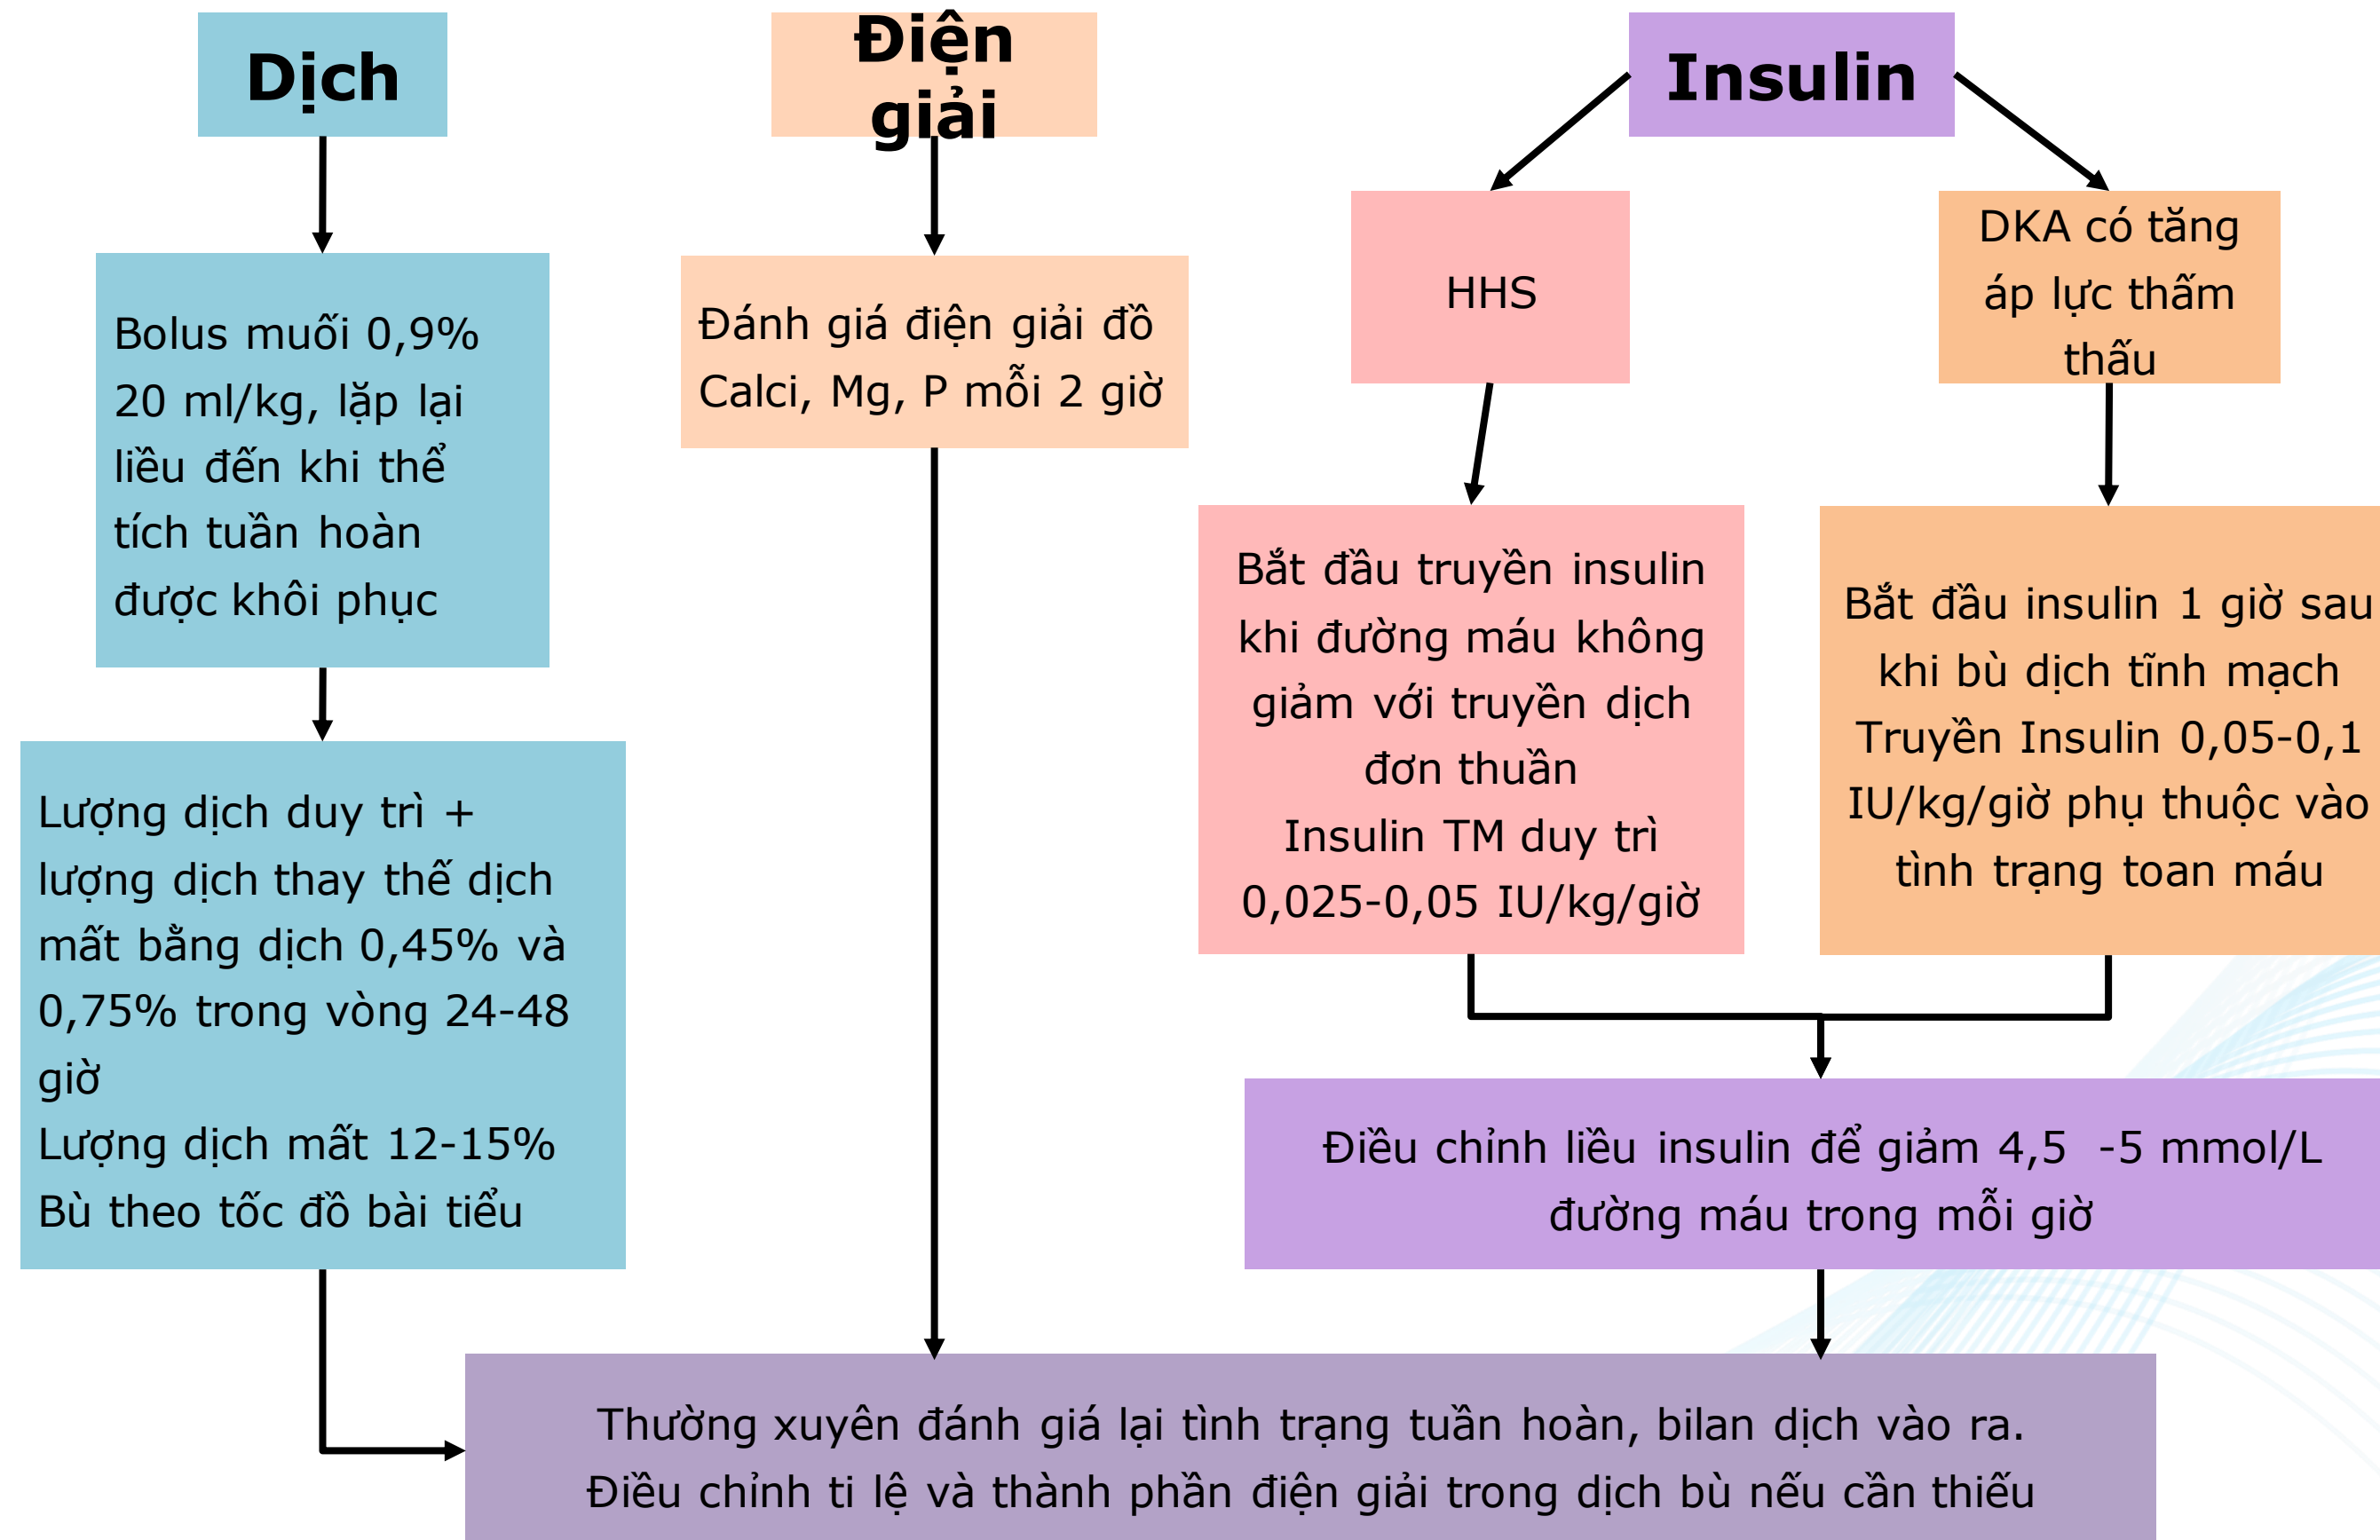 Dịch
Bolus muối 0,9%
20 ml/kg, lặp lại
liều đến khi thể
tích tuần hoàn
được khôi phục
Lượng dịch duy trì +
lượng dịch thay thế dịch
mất bằng dịch 0,45% và
0,75% trong vòng 24-48
giờ
Lượng dịch mất 12-15%
Bù theo tốc đồ bài tiểu
Điện
giải
Đánh giá điện giải đồ
Calci, Mg, P mỗi 2 giờ
Insulin
HHS
Bắt đầu truyền insulin
khi đường máu không
giảm với truyền dịch
đơn thuần
Insulin TM duy trì
0,025-0,05 IU/kg/giờ
DKA có tăng
áp lực thấm
thấu
Bắt đầu insulin 1 giờ sau
khi bù dịch tĩnh mạch
Truyền Insulin 0,05-0,1
IU/kg/giờ phụ thuộc vào
tình trạng toan máu
Điều chỉnh liều insulin để giảm 4,5 -5 mmol/L
đường máu trong mỗi giờ
Thường xuyên đánh giá lại tình trạng tuần hoàn, bilan dịch vào ra.
Điều chỉnh ti lệ và thành phần điện giải trong dịch bù nếu cần thiếu